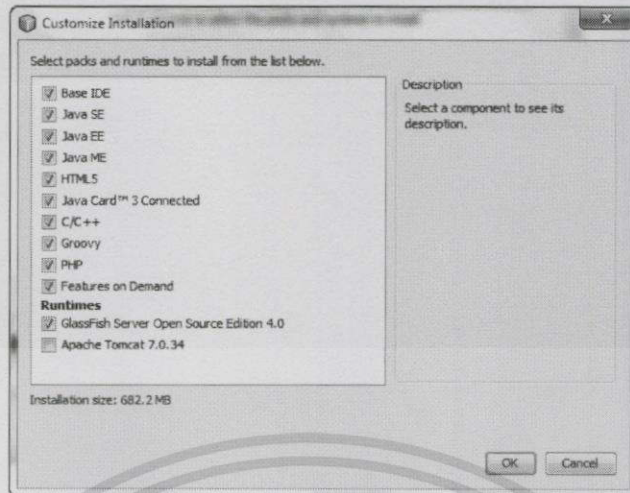 Customize Installation
Select packs and runtimes to install from the list below.
Base IDE
Java SE
Java EE
Java ME
HTML5
Java Card™ 3 Connected
C/C++
Groovy
PHP
Features on Demand
Runtimes
GlassFish Server Open Source Edition 4.0
Apache Tomcat 7.0.34
Description
Select a component to see its
description.
Installation size: 682.2 MB
OK
Cancel